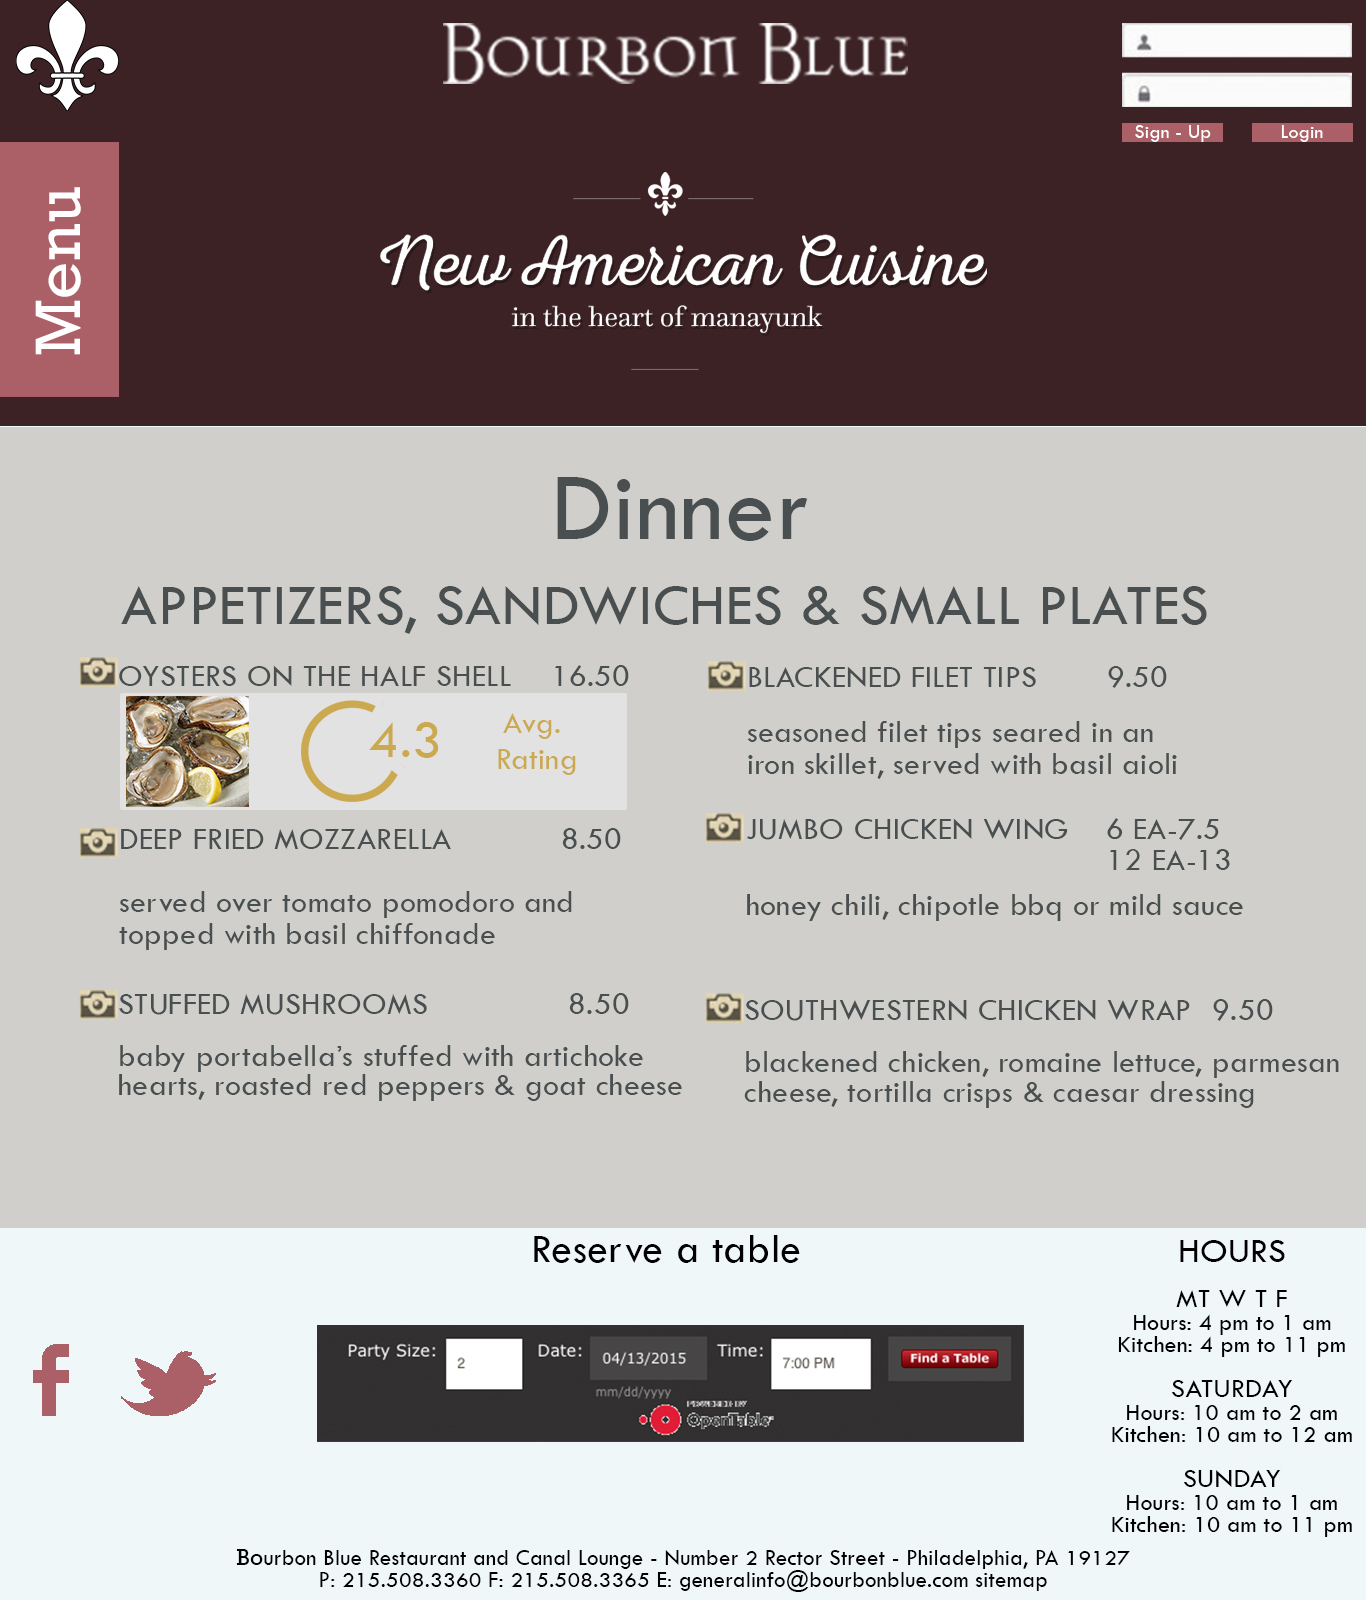 BOURBON BLUE
Sign - Up
Login
Menu
New American Cuisine
in the heart of manayunk
Dinner
APPETIZERS, SANDWICHES & SMALL PLATES
OYSTERS ON THE HALF SHELL 16.50
4.3
Avg.
Rating
DEEP FRIED MOZZARELLA 8.50
served over tomato pomodoro and
topped with basil chiffonade
STUFFED MUSHROOMS 8.50
baby portabella's stuffed with artichoke
hearts, roasted red peppers & goat cheese
BLACKENED FILET TIPS 9.50
seasoned filet tips seared in an
iron skillet, served with basil aioli
JUMBO CHICKEN WING 6 EA-7.5
12 EA-13
honey chili, chipotle bbq or mild sauce
SOUTHWESTERN CHICKEN WRAP 9.50
blackened chicken, romaine lettuce, parmesan
cheese, tortilla crisps & caesar dressing
Reserve a table
Party Size: 2 Date: 04/13/2015 Time: 7:00 PM Find a Table
mm/dd/yyyy
POWERED BY
OpenTable
HOURS
MT W T F
Hours: 4 pm to 1 am
Kitchen: 4 pm to 11 pm
SATURDAY
Hours: 10 am to 2 am
Kitchen: 10 am to 12 am
SUNDAY
Hours: 10 am to 1 am
Kitchen: 10 am to 11 pm
Bourbon Blue Restaurant and Canal Lounge - Number 2 Rector Street - Philadelphia, PA 19127
P: 215.508.3360 F: 215.508.3365 E: generalinfo@bourbonblue.com sitemap